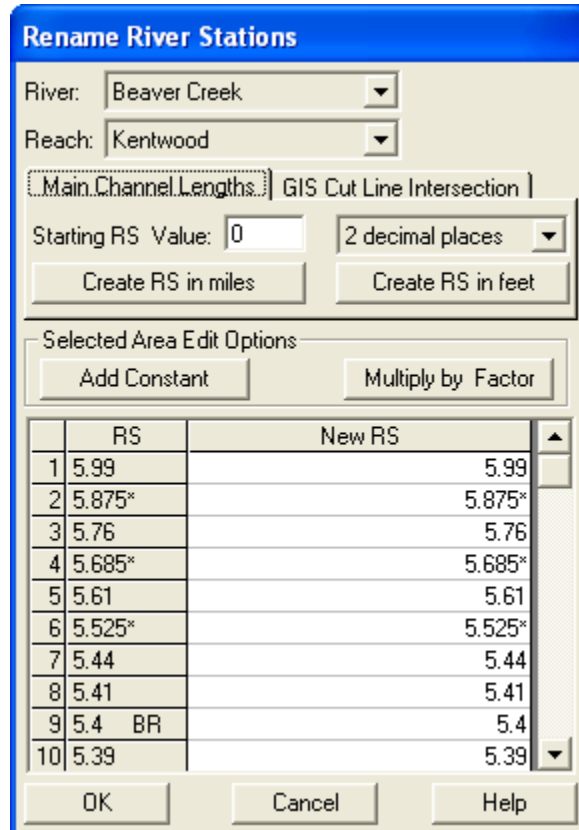 Rename River Stations
River: Beaver Creek
Reach: Kentwood
Main Channel Lengths GIS Cut Line Intersection
Starting RS Value: 0 2 decimal places
Create RS in miles Create RS in feet
Selected Area Edit Options
Add Constant Multiply by Factor
RS New RS
1 5.99 5.99
2 5.875* 5.875*
3 5.76 5.76
4 5.685* 5.685*
5 5.61 5.61
6 5.525* 5.525*
7 5.44 5.44
8 5.41 5.41
9 5.4 BR 5.4
10 5.39 5.39
OK Cancel Help